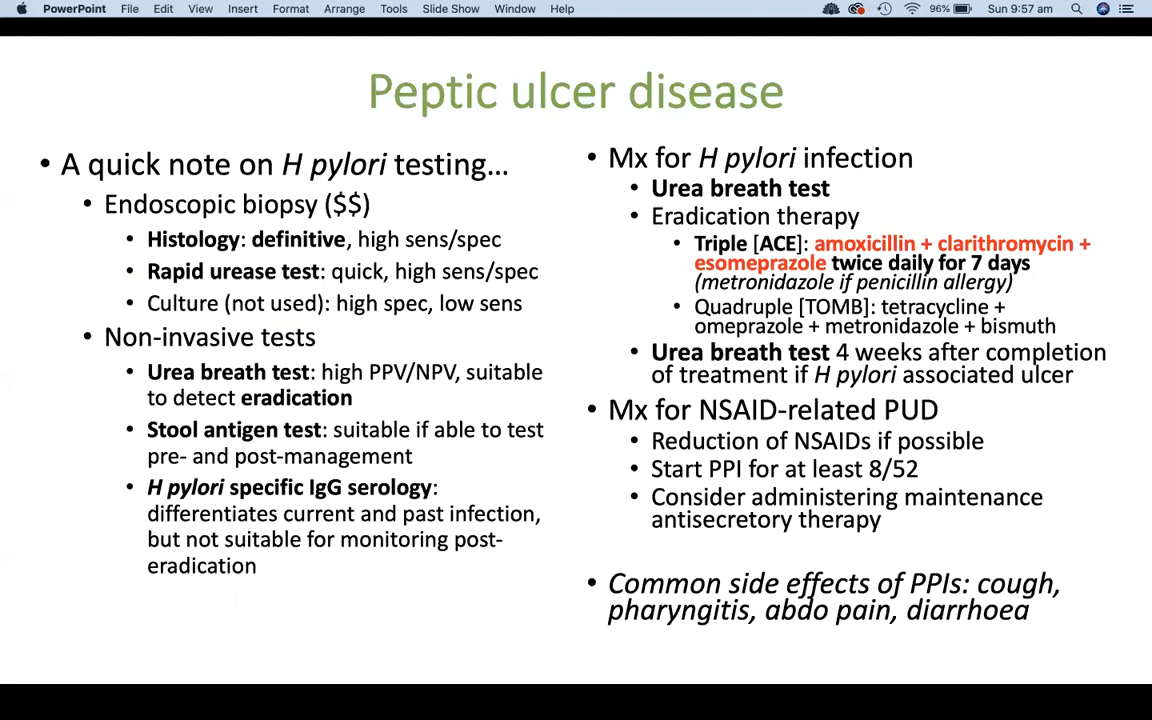 PowerPoint File Edit View Insert Format Arrange Tools Slide Show Window Help 96% Sun 9:57 am
Peptic ulcer disease
• A quick note on H pylori testing...
• Endoscopic biopsy ($$)
• Histology: definitive, high sens/spec
• Rapid urease test: quick, high sens/spec
• Culture (not used): high spec, low sens
• Non-invasive tests
• Urea breath test: high PPV/NPV, suitable
to detect eradication
• Stool antigen test: suitable if able to test
pre- and post-management
• H pylori specific IgG serology:
differentiates current and past infection,
but not suitable for monitoring post-
eradication
• Mx for H pylori infection
• Urea breath test
• Eradication therapy
• Triple [ACE]: amoxicillin + clarithromycin +
esomeprazole twice daily for 7 days
(metronidazole if penicillin allergy)
• Quadruple [TOMB]: tetracycline +
omeprazole + metronidazole + bismuth
• Urea breath test 4 weeks after completion
of treatment if H pylori associated ulcer
• Mx for NSAID-related PUD
• Reduction of NSAIDs if possible
• Start PPI for at least 8/52
• Consider administering maintenance
antisecretory therapy
• Common side effects of PPIs: cough,
pharyngitis, abdo pain, diarrhoea